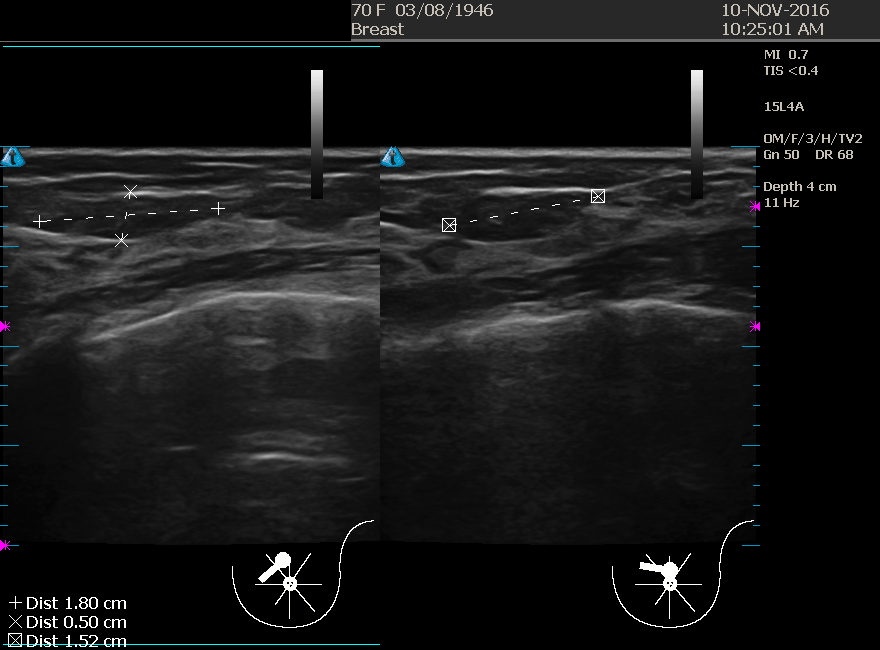 70 F 03/08/1946 10-NOV-2016
Breast 10:25:01 AM
MI 0.7
TIS <0.4
15L4A
OM/F/3/H/TV2
Gn 50 DR 68
Depth 4 cm
11 Hz
Dist 1.80 cm
Dist 0.50 cm
Dist 1.52 cm